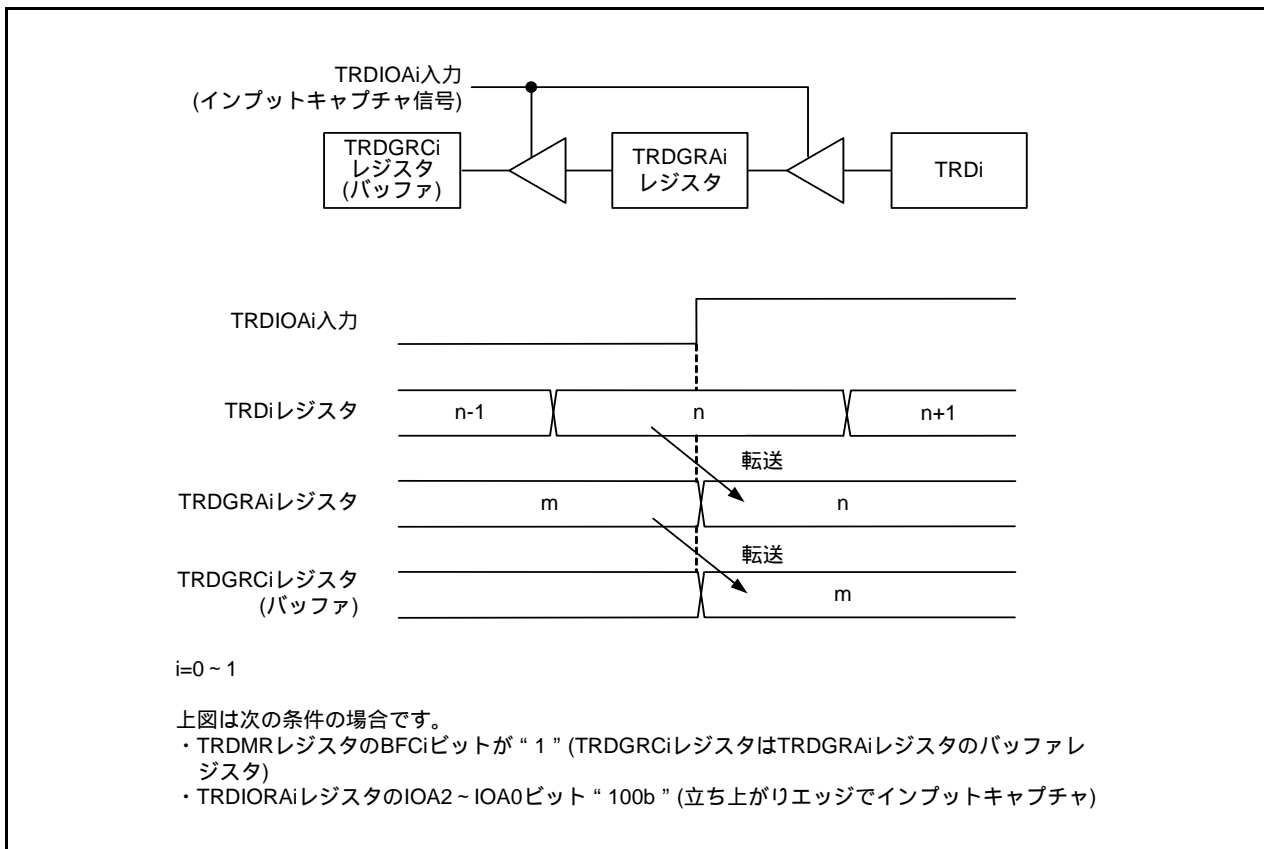 TRDIOAi入力
(インプットキャプチャ信号)
TRDGRCi
レジスタ
(バッファ)
TRDGRAi
レジスタ
TRDi
TRDIOAi入力
TRDiレジスタ
n-1
n
n+1
転送
TRDGRAiレジスタ
m
n
転送
TRDGRCiレジスタ
(バッファ)
m
i=0~1
上図は次の条件の場合です。
・TRDMRレジスタのBFCiビットが“1”(TRDGRCiレジスタはTRDGRAiレジスタのバッファレ
ジスタ)
・TRDIORAiレジスタのIOA2~IOA0ビット“100b”(立ち上がりエッジでインプットキャプチャ)